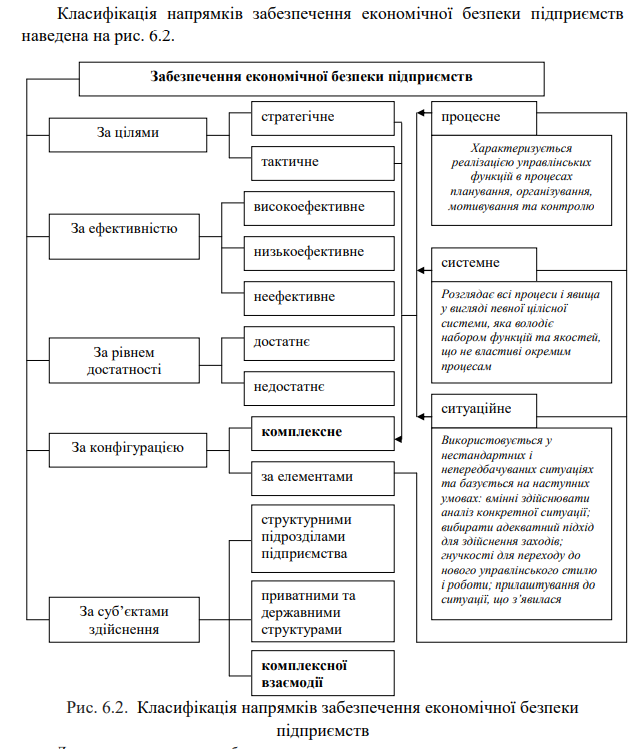 Класифікація напрямків забезпечення економічної безпеки підприємств
наведена на рис. 6.2.
Забезпечення економічної безпеки підприємств
За цілями
стратегічне
тактичне
За ефективністю
високоефективне
низькоефективне
неефективне
За рівнем
достатності
достатнє
недостатнє
За конфігурацією
комплексне
за елементами
За суб’єктами
здійснення
структурними
підрозділами
підприємства
приватними та
державними
структурами
комплексної
взаємодії
процесне
Характеризується
реалізацією управлінських
функцій в процесах
планування, організування,
мотивування та контролю
системне
Розглядає всі процеси і явища
у вигляді певної цілісної
системи, яка володіє
набором функцій та якостей,
що не властиві окремим
процесам
ситуаційне
Використовується у
нестандартних і
непередбачуваних ситуаціях
та базується на наступних
умовах: вмінні здійснювати
аналіз конкретної ситуації;
вибирати адекватний підхід
для здійснення заходів;
гнучкості для переходу до
нового управлінського стилю
і роботи; прилаштування до
ситуації, що з’явилася
Рис. 6.2. Класифікація напрямків забезпечення економічної безпеки
підприємств